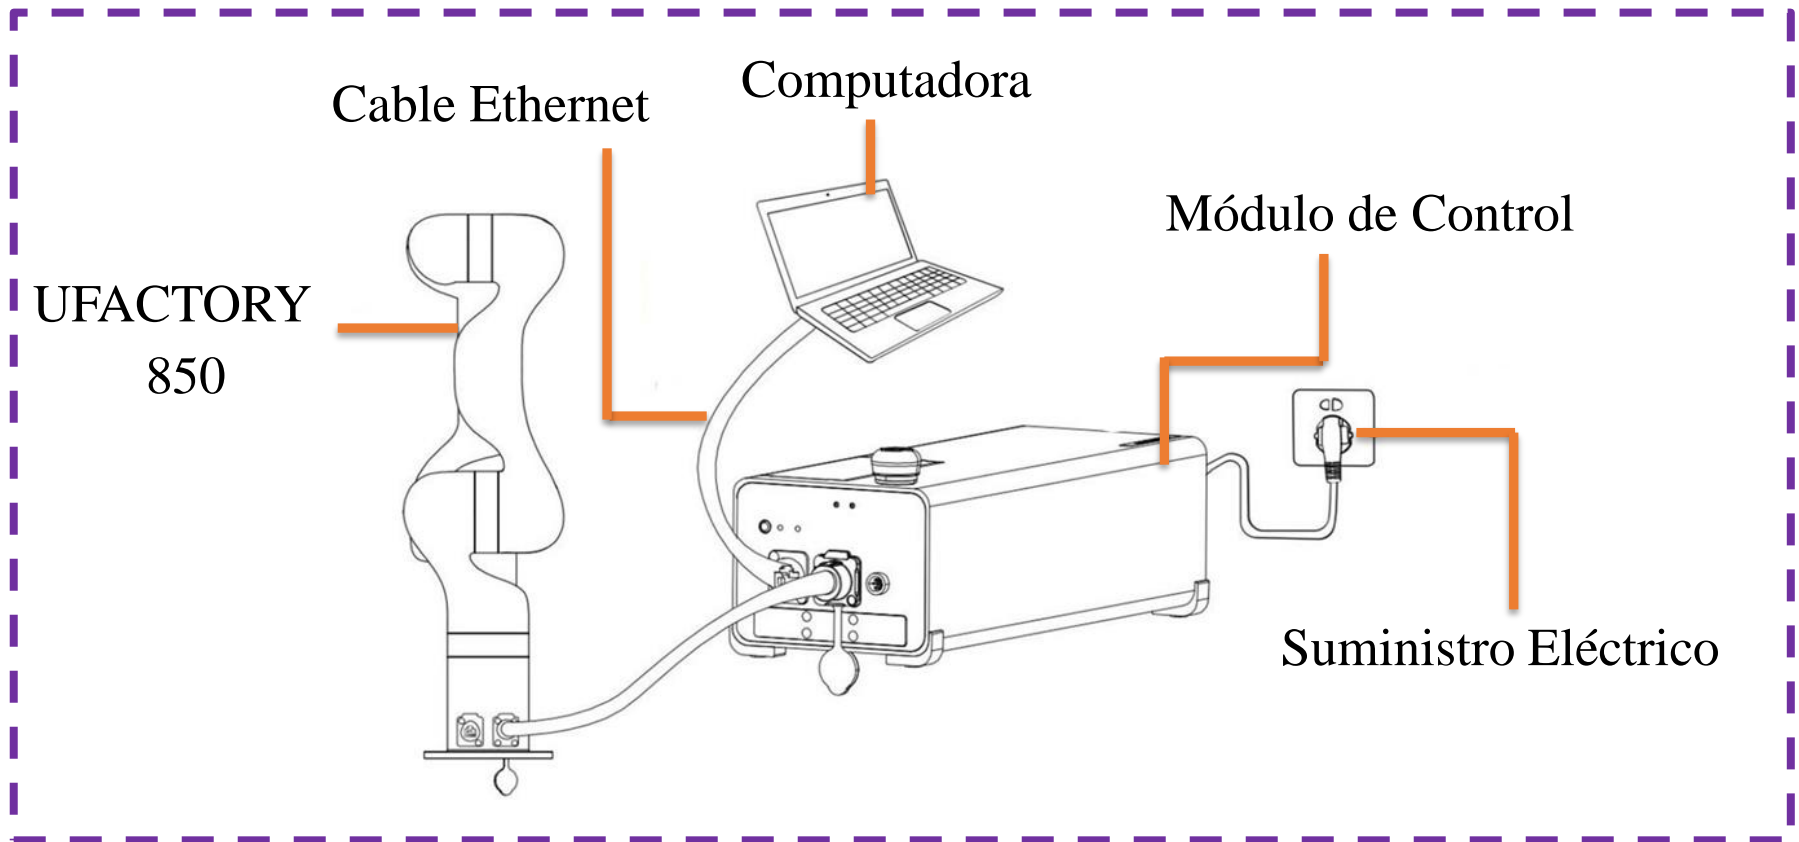 Computadora
Cable Ethernet
Módulo de Control
UFACTORY
850
Suministro Eléctrico